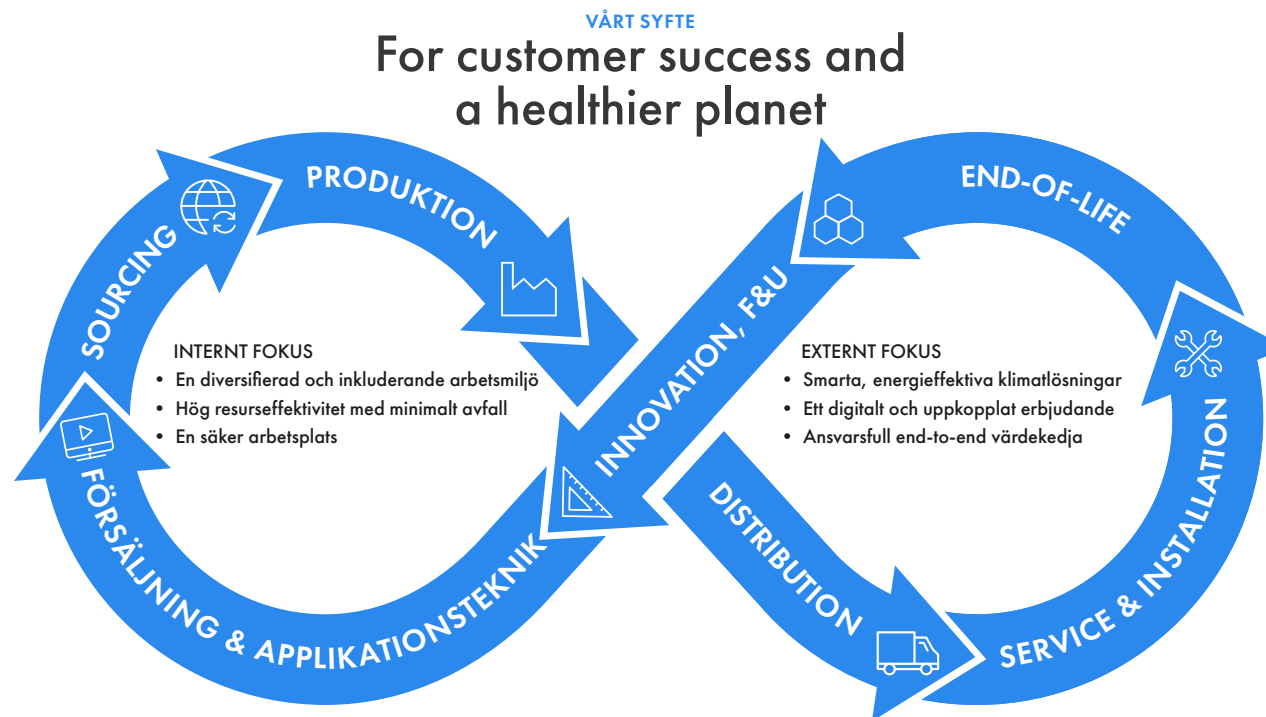 VÅRT SYFTE
For customer success and
a healthier planet
PRODUKTION
SOURCING
END-OF-LIFE
INNOVATION, F&U
INTERNT FOKUS
• En diversifierad och inkluderande arbetsmiljö
• Hög resurseffektivitet med minimalt avfall
• En säker arbetsplats
EXTERNT FOKUS
• Smarta, energieffektiva klimatlösningar
• Ett digitalt och uppkopplat erbjudande
• Ansvarsfull end-to-end värdekedja
FÖRSÄLJNING & APPLIKATIONSTEKNIK
DISTRIBUTION
SERVICE & INSTALLATION